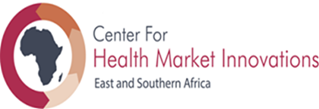 Center For
Health Market Innovations
East and Southern Africa